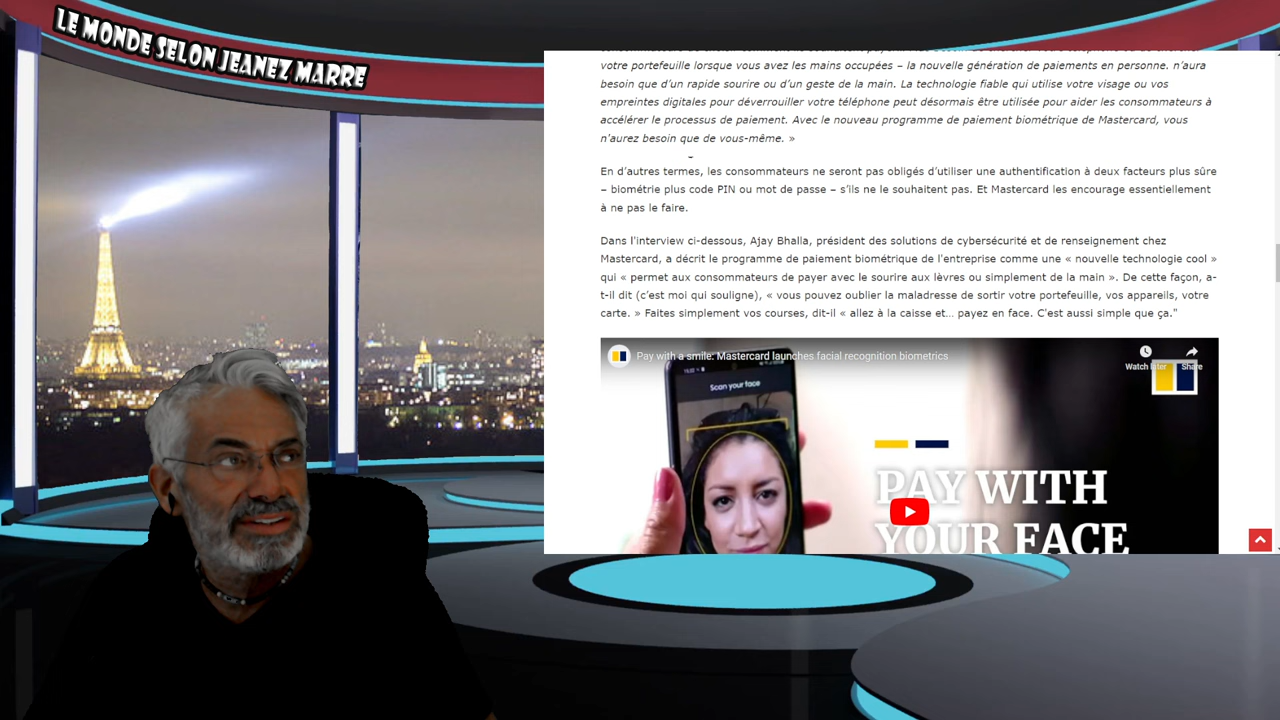 LE MONDE SELON JEANEZ MARRE
votre portefeuille lorsque vous avez les mains occupées – la nouvelle génération de paiements en personne. n’aura
besoin que d’un rapide sourire ou d’un geste de la main. La technologie fiable qui utilise votre visage ou vos
empreintes digitales pour déverrouiller votre téléphone peut désormais être utilisée pour aider les consommateurs à
accélérer le processus de paiement. Avec le nouveau programme de paiement biométrique de Mastercard, vous
n'aurez besoin que de vous-même. »
En d’autres termes, les consommateurs ne seront pas obligés d’utiliser une authentification à deux facteurs plus sûre
– biométrie plus code PIN ou mot de passe – s’ils ne le souhaitent pas. Et Mastercard les encourage essentiellement
à ne pas le faire.
Dans l'interview ci-dessous, Ajay Bhalla, président des solutions de cybersécurité et de renseignement chez
Mastercard, a décrit le programme de paiement biométrique de l'entreprise comme une « nouvelle technologie cool »
qui « permet aux consommateurs de payer avec le sourire aux lèvres ou simplement de la main ». De cette façon, a-
t-il dit (c’est moi qui souligne), « vous pouvez oublier la maladresse de sortir votre portefeuille, vos appareils, votre
carte. » Faites simplement vos courses, dit-il « allez à la caisse et… payez en face. C'est aussi simple que ça."
Pay with a smile: Mastercard launches facial recognition biometrics
Watch later
Share
Scan your face
PAY WITH
YOUR FACE